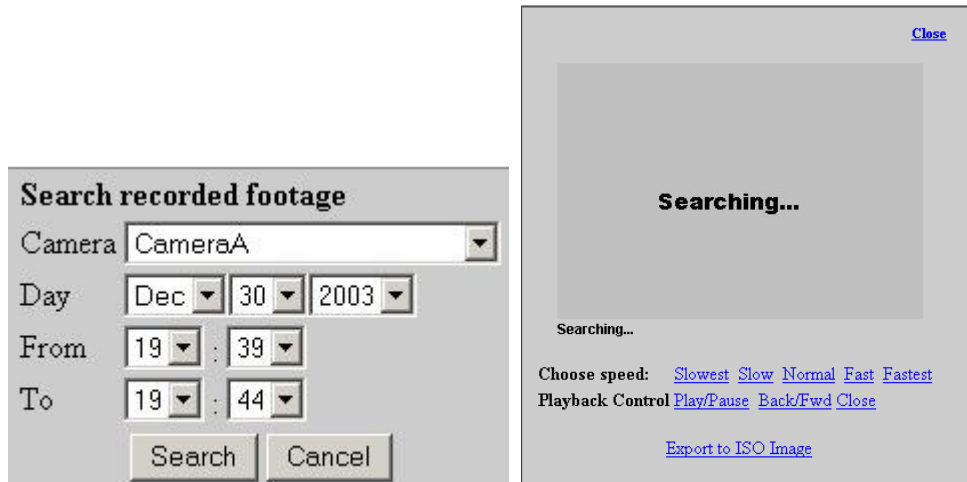 Search recorded footage
Camera CameraA
Day Dec 30 2003
From 19 : 39
To 19 : 44
Search Cancel
Close
Searching...
Searching...
Choose speed: Slowest Slow Normal Fast Fastest
Playback Control Play/Pause Back/Fwd Close
Export to ISO Image